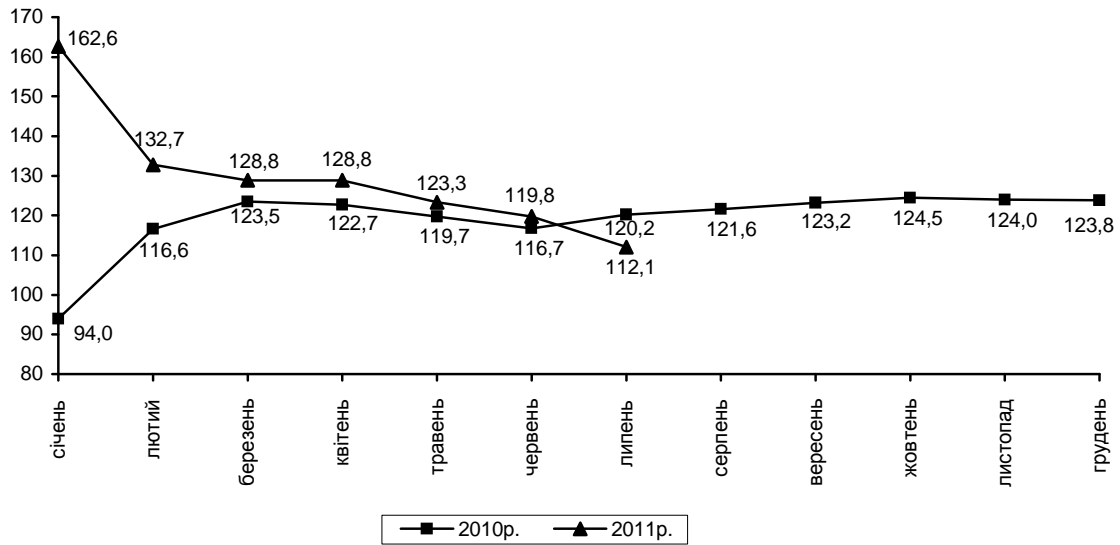 170
160
150
140
130
120
110
100
90
80
162,6
132,7
128,8
128,8
123,3
119,8
112,1
94,0
116,6
123,5
122,7
119,7
116,7
120,2
121,6
123,2
124,5
124,0
123,8
січень
лютий
березень
квітень
травень
червень
липень
серпень
вересень
жовтень
листопад
грудень
2010р.
2011р.